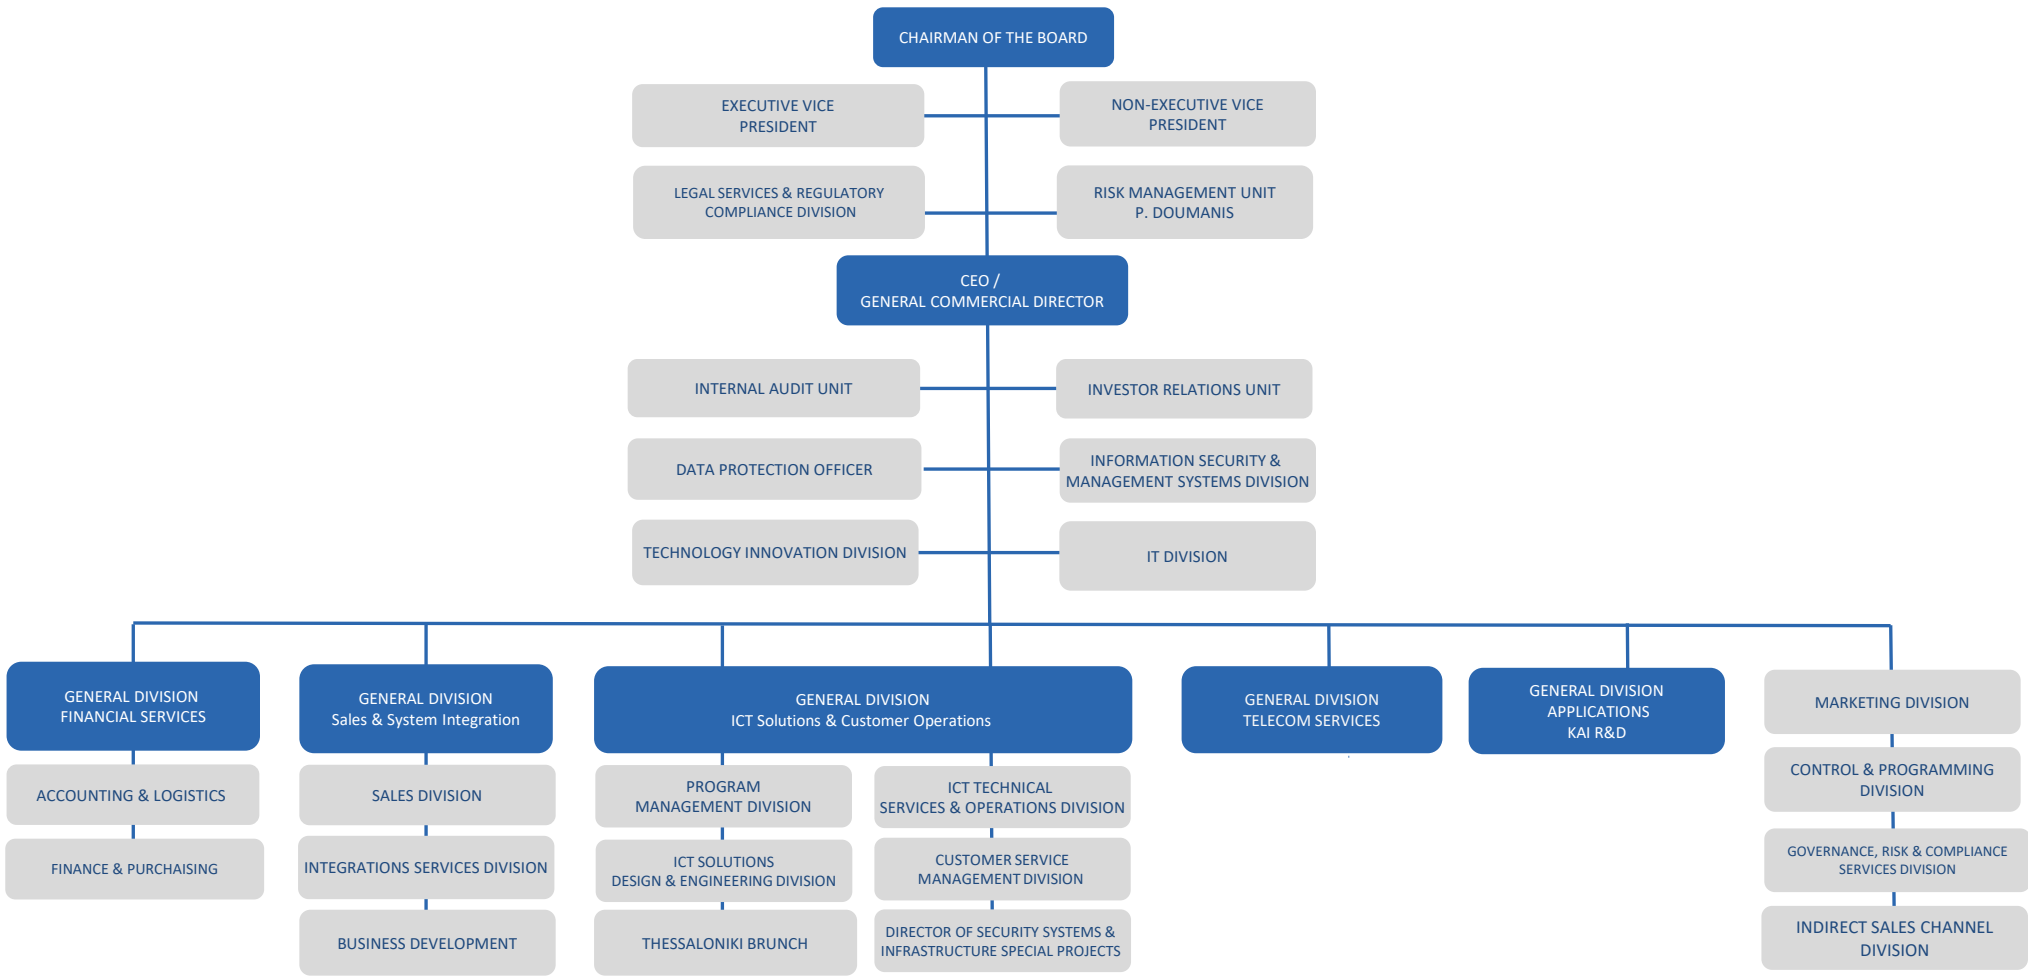 CHAIRMAN OF THE BOARD
EXECUTIVE VICE
PRESIDENT
NON-EXECUTIVE VICE
PRESIDENT
LEGAL SERVICES & REGULATORY
COMPLIANCE DIVISION
RISK MANAGEMENT UNIT
P. DOUMANIS
CEO /
GENERAL COMMERCIAL DIRECTOR
INTERNAL AUDIT UNIT
INVESTOR RELATIONS UNIT
DATA PROTECTION OFFICER
INFORMATION SECURITY &
MANAGEMENT SYSTEMS DIVISION
TECHNOLOGY INNOVATION DIVISION
IT DIVISION
GENERAL DIVISION
FINANCIAL SERVICES
ACCOUNTING & LOGISTICS
FINANCE & PURCHAISING
GENERAL DIVISION
Sales & System Integration
SALES DIVISION
INTEGRATIONS SERVICES DIVISION
BUSINESS DEVELOPMENT
GENERAL DIVISION
ICT Solutions & Customer Operations
PROGRAM
MANAGEMENT DIVISION
ICT SOLUTIONS
DESIGN & ENGINEERING DIVISION
THESSALONIKI BRUNCH
ICT TECHNICAL
SERVICES & OPERATIONS DIVISION
CUSTOMER SERVICE
MANAGEMENT DIVISION
DIRECTOR OF SECURITY SYSTEMS &
INFRASTRUCTURE SPECIAL PROJECTS
GENERAL DIVISION
TELECOM SERVICES
GENERAL DIVISION
APPLICATIONS
KAI R&D
MARKETING DIVISION
CONTROL & PROGRAMMING
DIVISION
GOVERNANCE, RISK & COMPLIANCE
SERVICES DIVISION
INDIRECT SALES CHANNEL
DIVISION